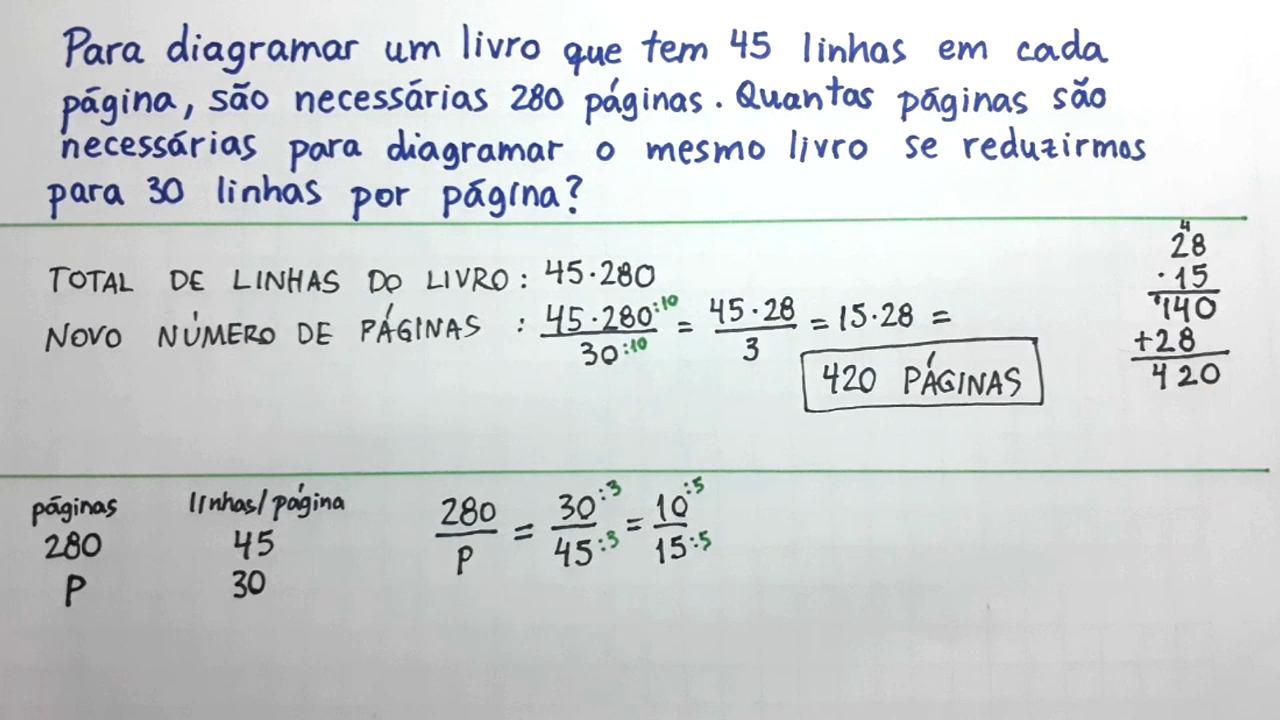 Para diagramar um livro que tem 45 linhas em cada
página, são necessárias 280 páginas. Quantas páginas são
necessárias para diagramar o mesmo livro se reduzirmos
para 30 linhas por página?
TOTAL DE LINHAS DO LIVRO: 45·280
NOVO NÚMERO DE PÁGINAS : 45·280:10 / 30:10 = 45·28 / 3 = 15·28 =
420 PÁGINAS
4
28
·15
1140
+28
420
páginas linhas/página
280 45
P 30
280 / P = 30:3 / 45:3 = 10:5 / 15:5